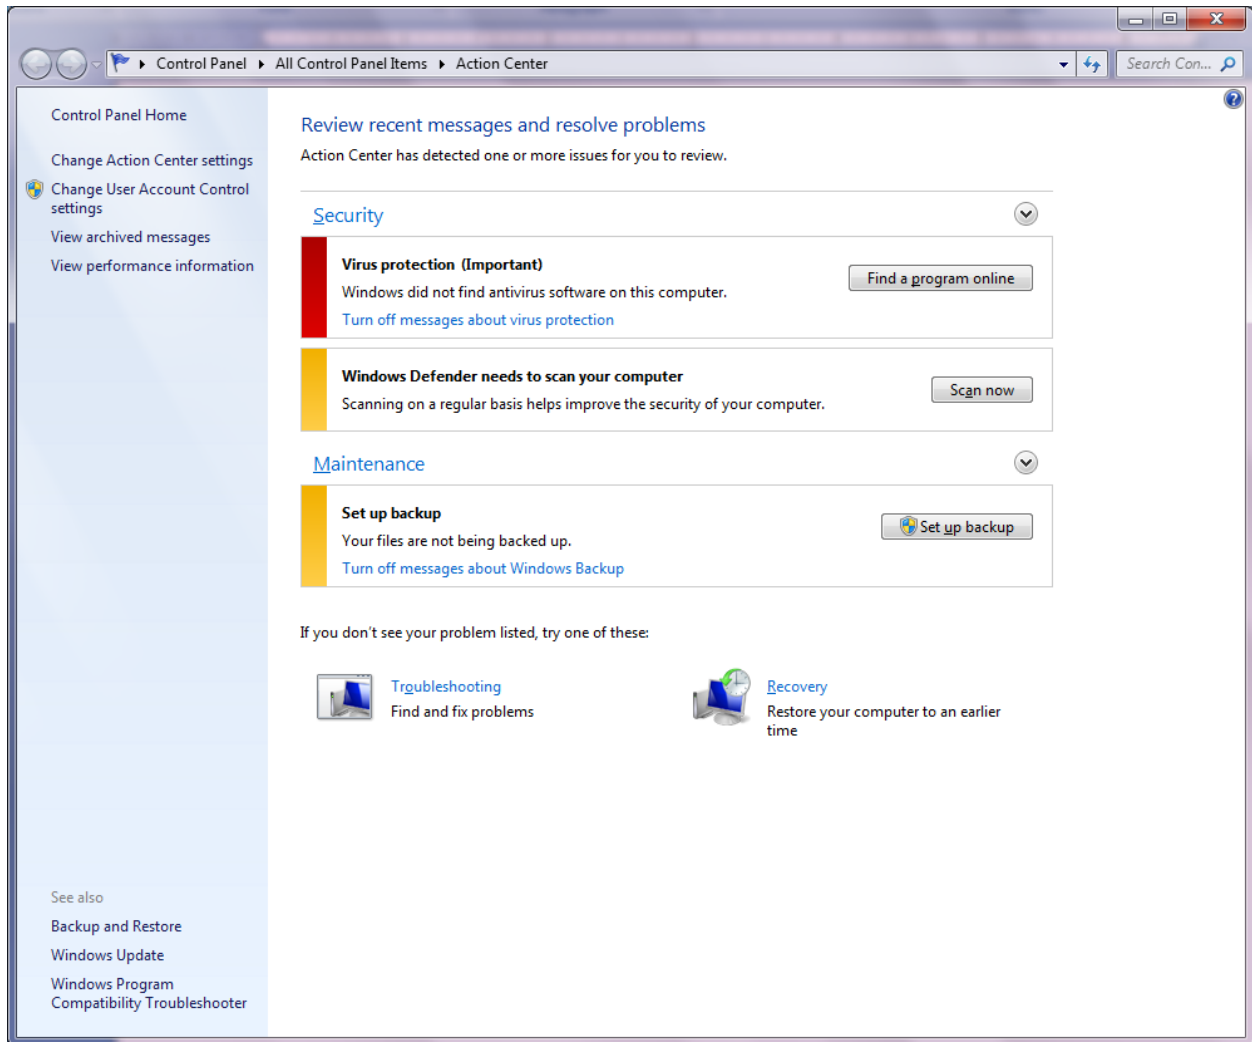 Control Panel ▸ All Control Panel Items ▸ Action Center
Search Con...
Control Panel Home
Change Action Center settings
Change User Account Control
settings
View archived messages
View performance information
Review recent messages and resolve problems
Action Center has detected one or more issues for you to review.
Security
Virus protection (Important)
Windows did not find antivirus software on this computer.
Turn off messages about virus protection
Find a program online
Windows Defender needs to scan your computer
Scanning on a regular basis helps improve the security of your computer.
Scan now
Maintenance
Set up backup
Your files are not being backed up.
Turn off messages about Windows Backup
Set up backup
If you don't see your problem listed, try one of these:
Troubleshooting
Find and fix problems
Recovery
Restore your computer to an earlier
time
See also
Backup and Restore
Windows Update
Windows Program
Compatibility Troubleshooter